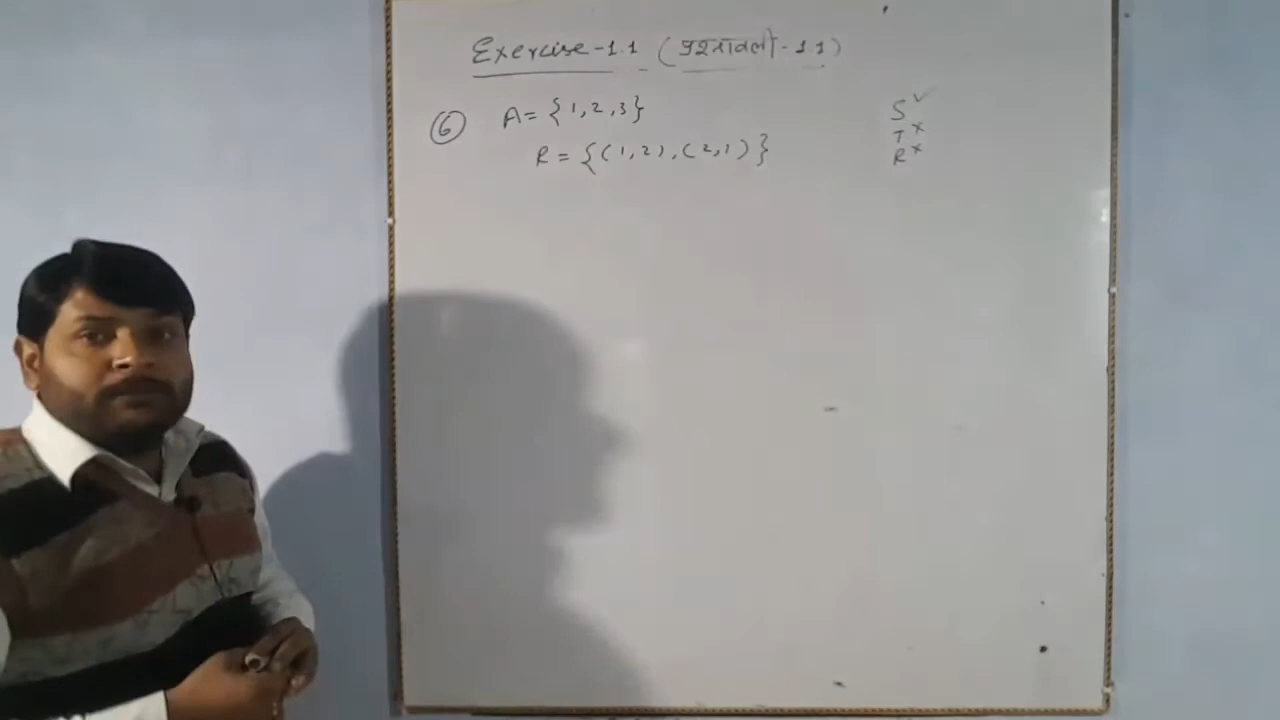 Exercise-1.1 (प्रश्नावली-1.1)
⑥ A = {1,2,3}
R = {(1,2),(2,1)}
S ✓
T ×
R ×